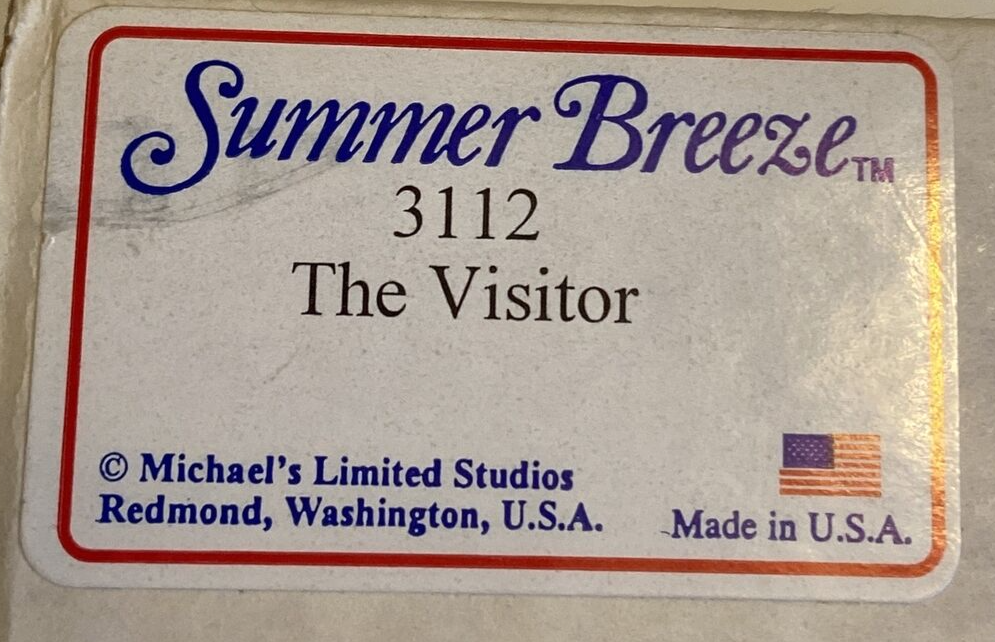 Summer Breeze™
3112
The Visitor
© Michael's Limited Studios
Redmond, Washington, U.S.A.
Made in U.S.A.